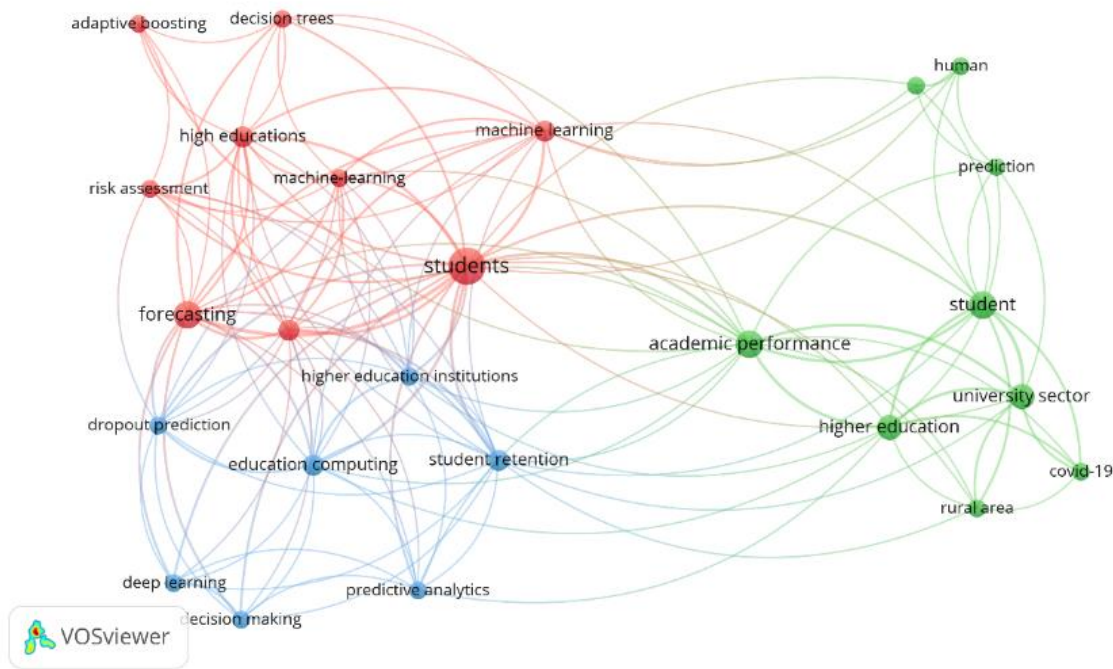 adaptive boosting
decision trees
human
high educations
machine learning
risk assessment
machine-learning
prediction
students
forecasting
student
academic performance
higher education institutions
university sector
dropout prediction
higher education
education computing
student retention
covid-19
rural area
deep learning
predictive analytics
decision making
VOSviewer